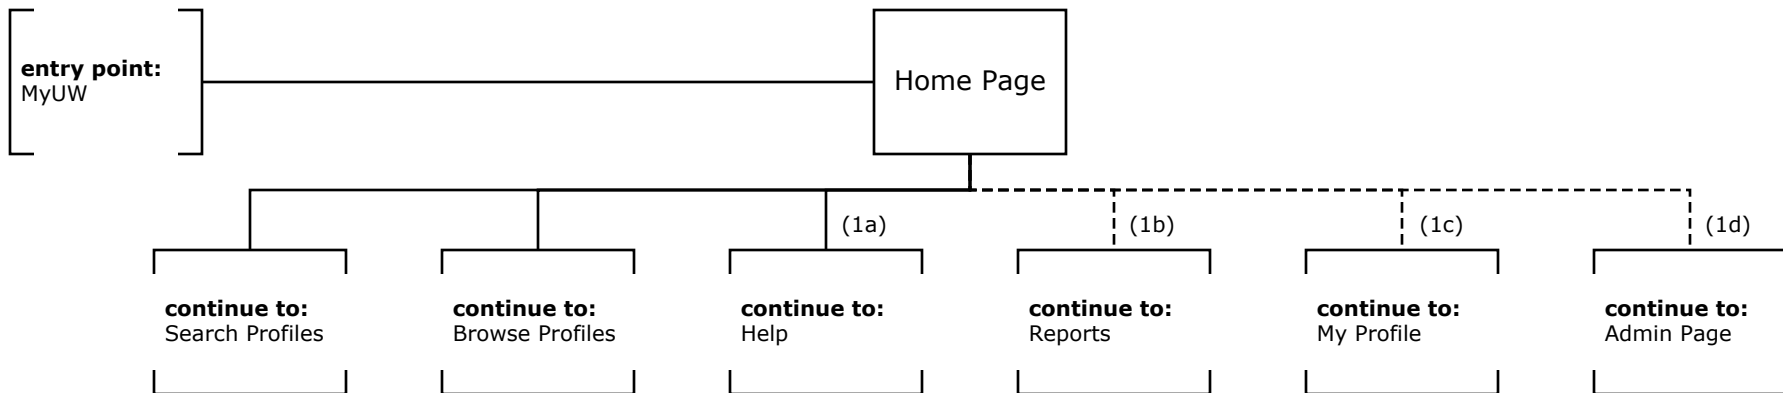 entry point:
MyUW
Home Page
(1a)
(1b)
(1c)
(1d)
continue to:
Search Profiles
continue to:
Browse Profiles
continue to:
Help
continue to:
Reports
continue to:
My Profile
continue to:
Admin Page